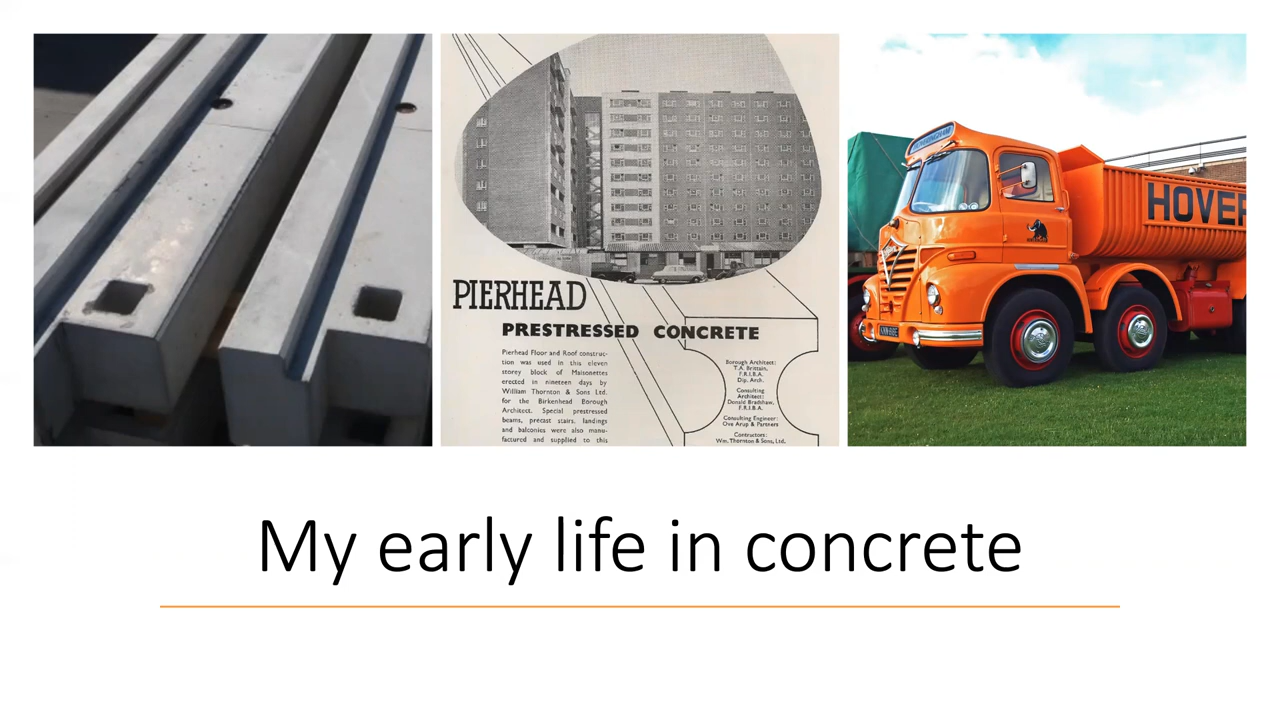 PIERHEAD
PRESTRESSED CONCRETE
Pierhead Floor and Roof construc-
tion was used in this eleven
storey block of Maisonettes
erected in nineteen days by
William Thornton & Sons Ltd.
for the Birkenhead Borough
Architect. Special prestressed
beams, precast stairs, landings
and balconies were also manu-
factured and supplied to this
Borough Architect:
T.A. Brittain,
F.R.I.B.A.
Dip. Arch.
Consulting
Architect:
Donald Bradshaw,
F.R.I.B.A.
Consulting Engineer:
Ove Arup & Partners
Contractors:
Wm. Thornton & Sons, Ltd.
HOVER
My early life in concrete